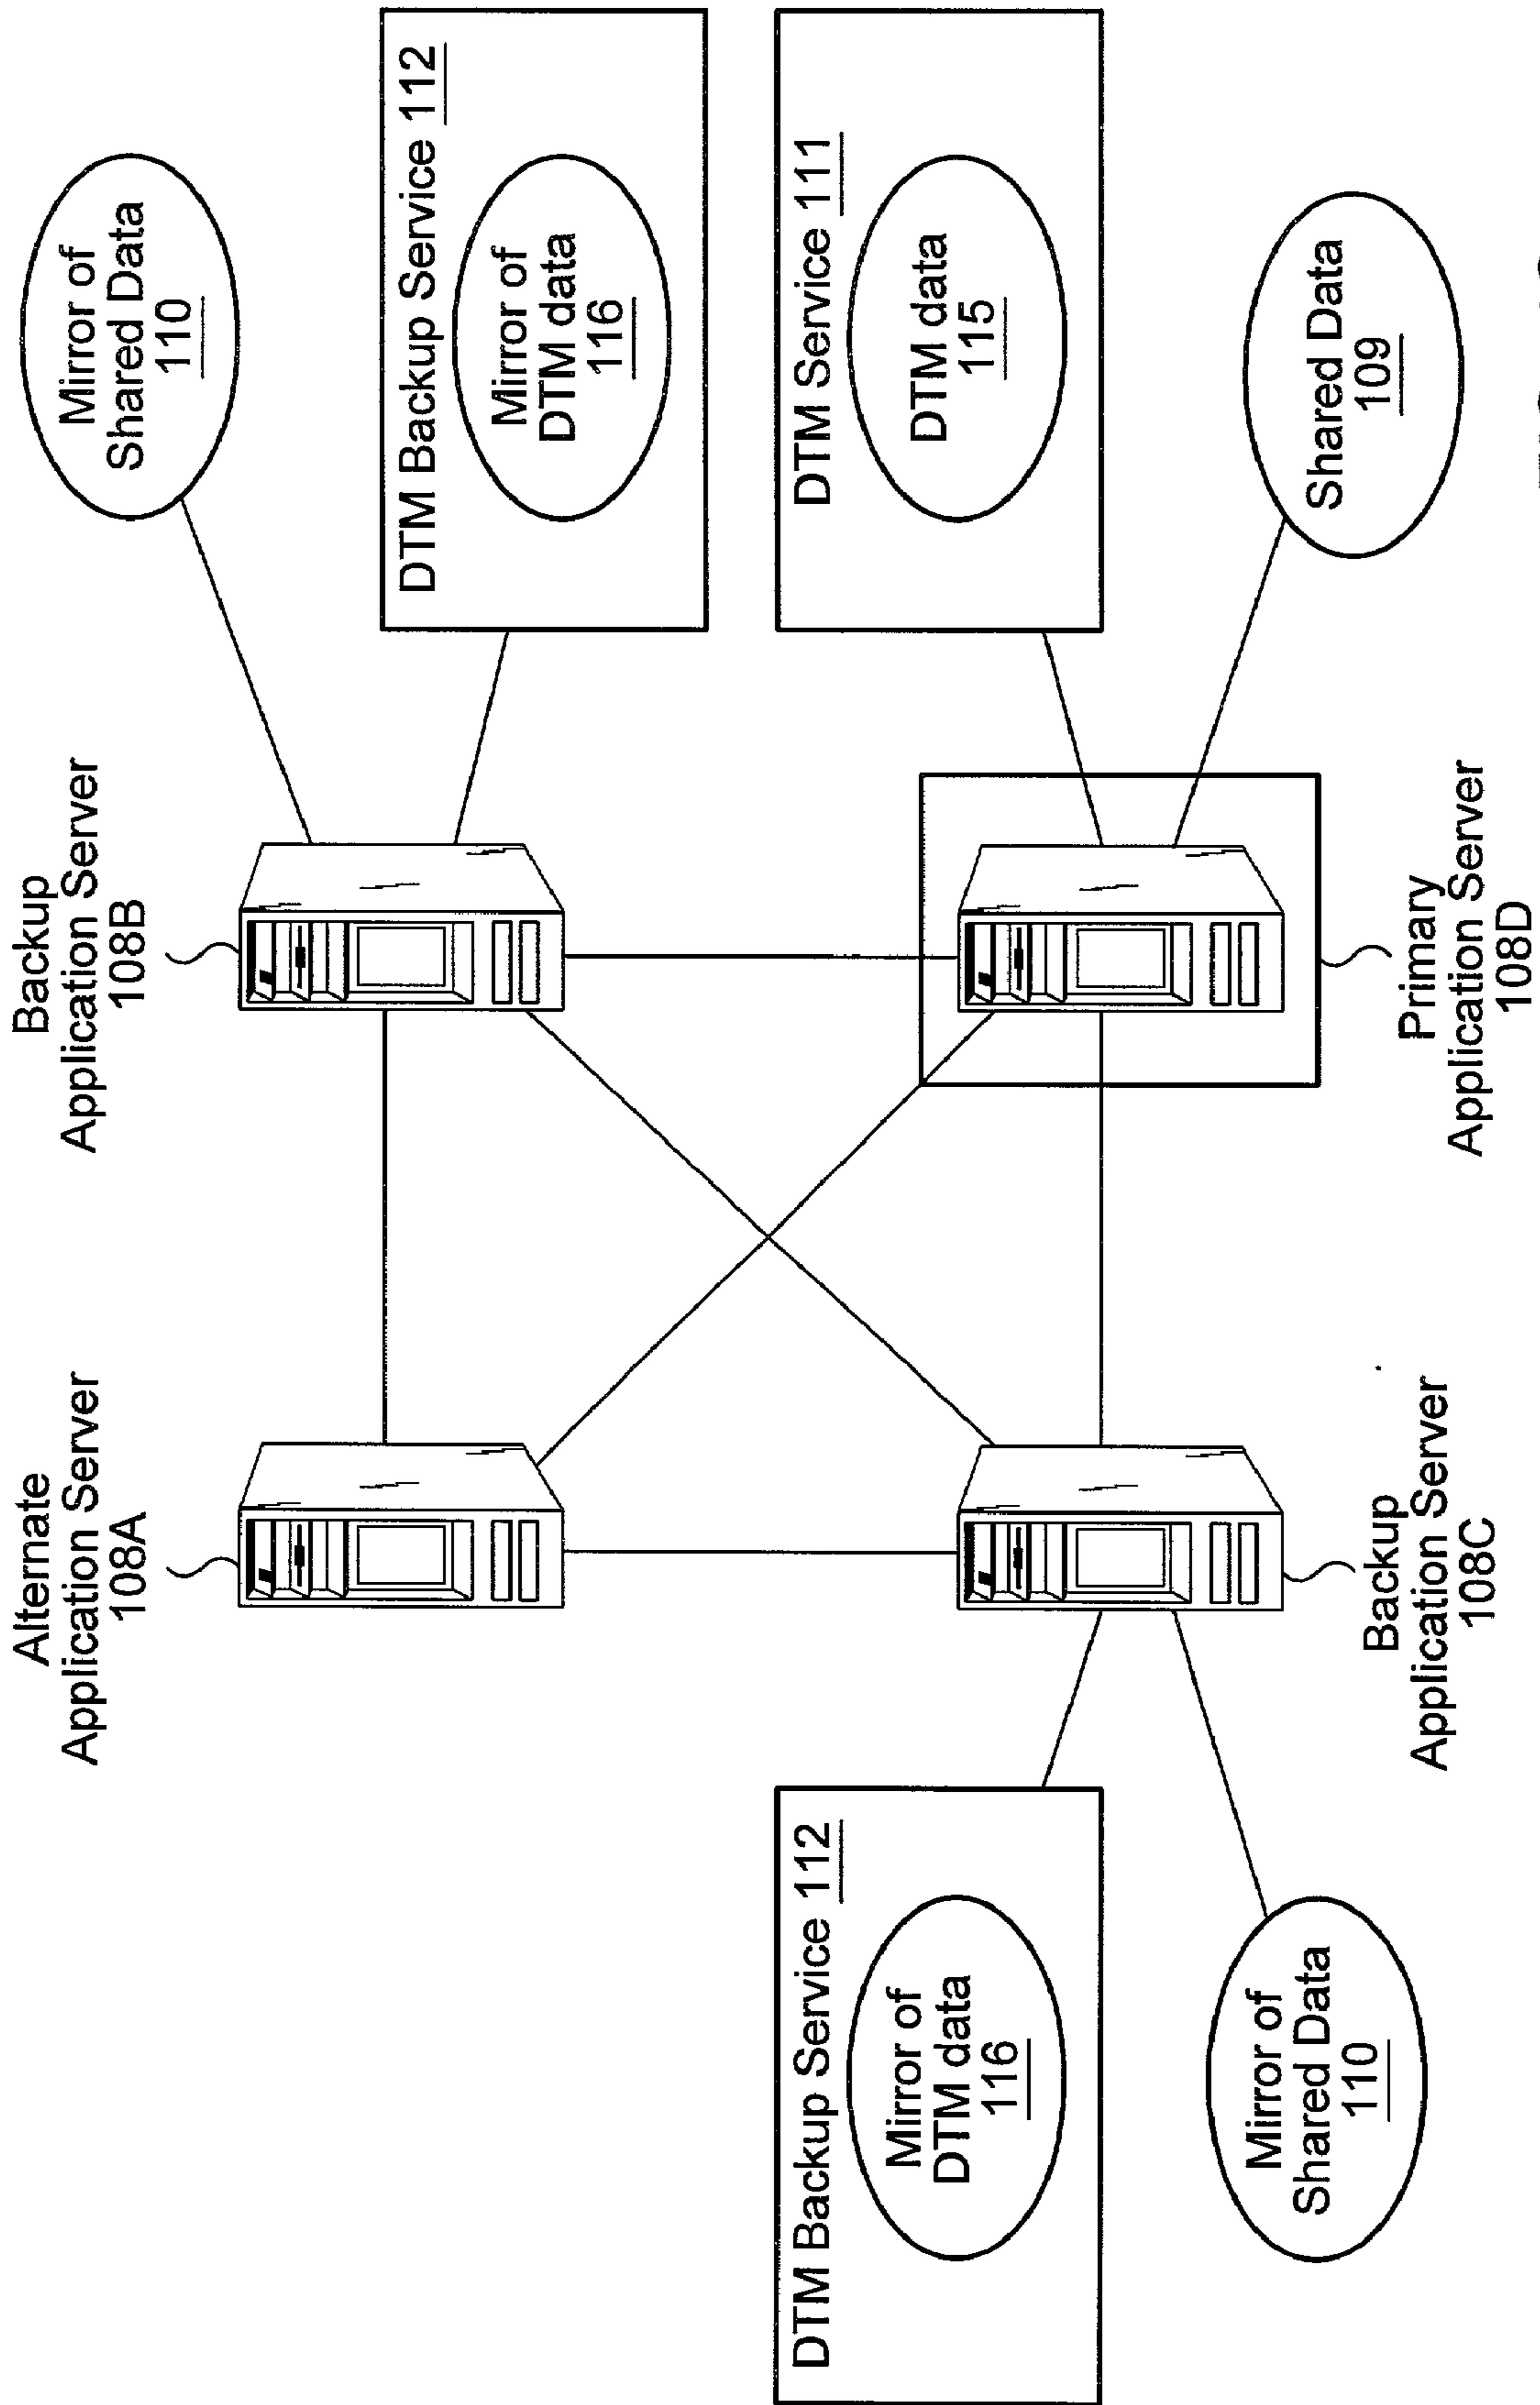 Alternate
Application Server
108A
Backup
Application Server
108B
Mirror of
Shared Data
110
DTM Backup Service 112
Mirror of
DTM data
116
DTM Backup Service 112
Mirror of
DTM data
116
DTM Service 111
DTM data
115
Mirror of
Shared Data
110
Backup
Application Server
108C
Primary
Application Server
108D
Shared Data
109